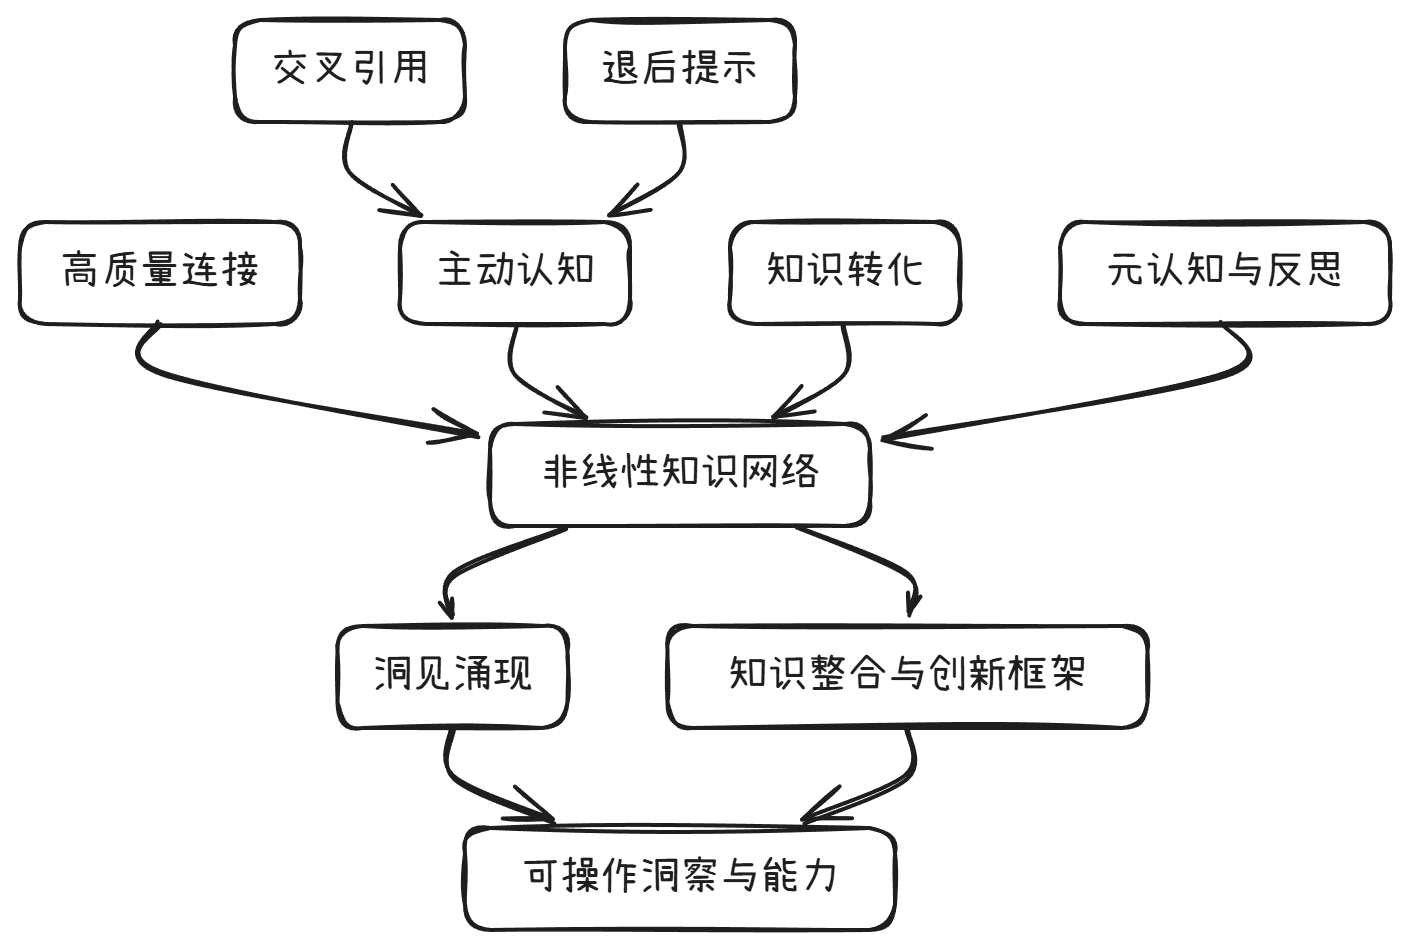 交叉引用
退后提示
高质量连接
主动认知
知识转化
元认知与反思
非线性知识网络
洞见涌现
知识整合与创新框架
可操作洞察与能力